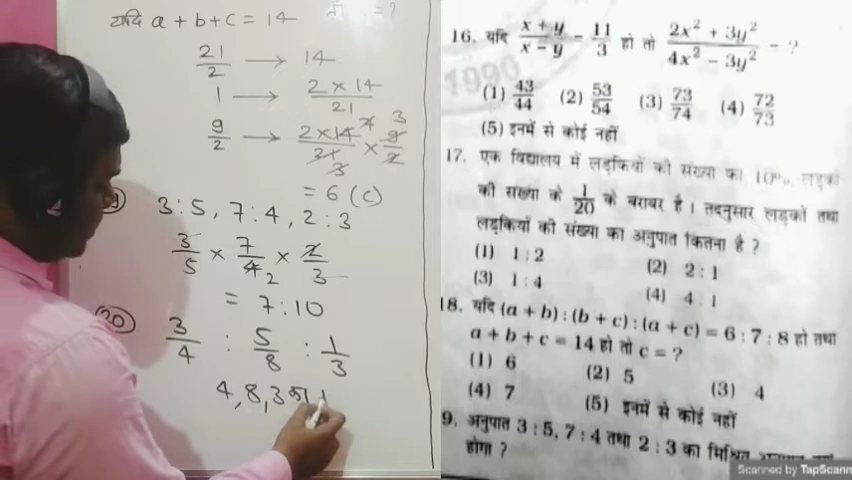 यदि a + b + c = 14
21/2 → 14
1 → 2 × 14 / 21
9/2 → 2 × 14 / 21 × 9/2
= 6 (c)
3 : 5, 7 : 4, 2 : 3
3/5 × 7/4 × 2/3
= 7 : 10
(20) 3/4 : 5/8 : 1/3
4, 8, 3 का
16. यदि (x + y)/(x − y) − 11/3 हो तो (2x² + 3y²)/(4x² − 3y²) − ?
(1) 43/44 (2) 53/54 (3) 73/74 (4) 72/73
(5) इनमें से कोई नहीं
17. एक विद्यालय में लड़कियों की संख्या का 10% लड़कों
की संख्या के 1/20 के बराबर है। तदनुसार लड़कों तथा
लड़कियों की संख्या का अनुपात कितना है ?
(1) 1 : 2 (2) 2 : 1
(3) 1 : 4 (4) 4 : 1
18. यदि (a + b) : (b + c) : (a + c) = 6 : 7 : 8 हो तथा
a + b + c = 14 हो तो c = ?
(1) 6 (2) 5 (3) 4
(4) 7 (5) इनमें से कोई नहीं
9. अनुपात 3 : 5, 7 : 4 तथा 2 : 3 का मिश्रित
होगा ?
Scanned by TapScann